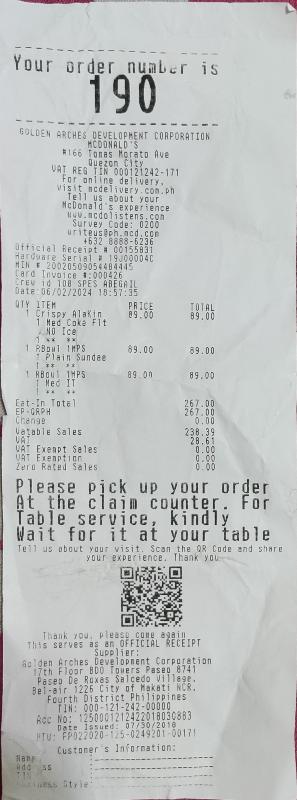 Your order number is
190
GOLDEN ARCHES DEVELOPMENT CORPORATION
MCDONALD'S
#166 Tomas Morato Ave
Quezon City
VAT REG TIN 000121242-171
For online delivery,
visit mcdelivery.com.ph
Tell us about your
McDonald's experience
www.mcdolistens.com
Survey Code: 0200
writeus@ph.mcd.com
+632 8888-6236
Official Receipt # 00155831
Hardware Serial # 19J00004C
MIN # 20020509054484445
Card Invoice #:000426
Crew id 108 SPES ABEGAIL
Date:06/02/2024 18:57:35
QTY ITEM PRICE TOTAL
1 Crispy AlaKin 89.00 89.00
1 Med Coke Flt
NO Ice
1 ** **
1 RBowl 1MPS 89.00 89.00
1 Plain Sundae
1 ** **
1 RBowl 1MPS 89.00 89.00
1 Med IT
1 ** **
Eat-In Total 267.00
EP-QRPH 267.00
Change 0.00
Vatable Sales 238.39
VAT 28.61
VAT Exempt Sales 0.00
VAT Exemption 0.00
Zero Rated Sales 0.00
Please pick up your order
At the claim counter. For
Table service, kindly
Wait for it at your table
Tell us about your visit. Scan the QR Code and share
your experience. Thank you
Thank you, please come again
This serves as an OFFICIAL RECEIPT
Supplier:
Golden Arches Development Corporation
17th Floor BDO Towers Paseo 8741
Paseo De Roxas Salcedo Village,
Bel-air 1226 City of Makati NCR,
Fourth District Philippines
TIN: 000-121-242-00000
Acc No: 1250001212422018030883
Date Issued: 07/30/2018
PTU: FP022020-125-0249201-00171
Customer's Information:
Name
Address
TIN
Business Style